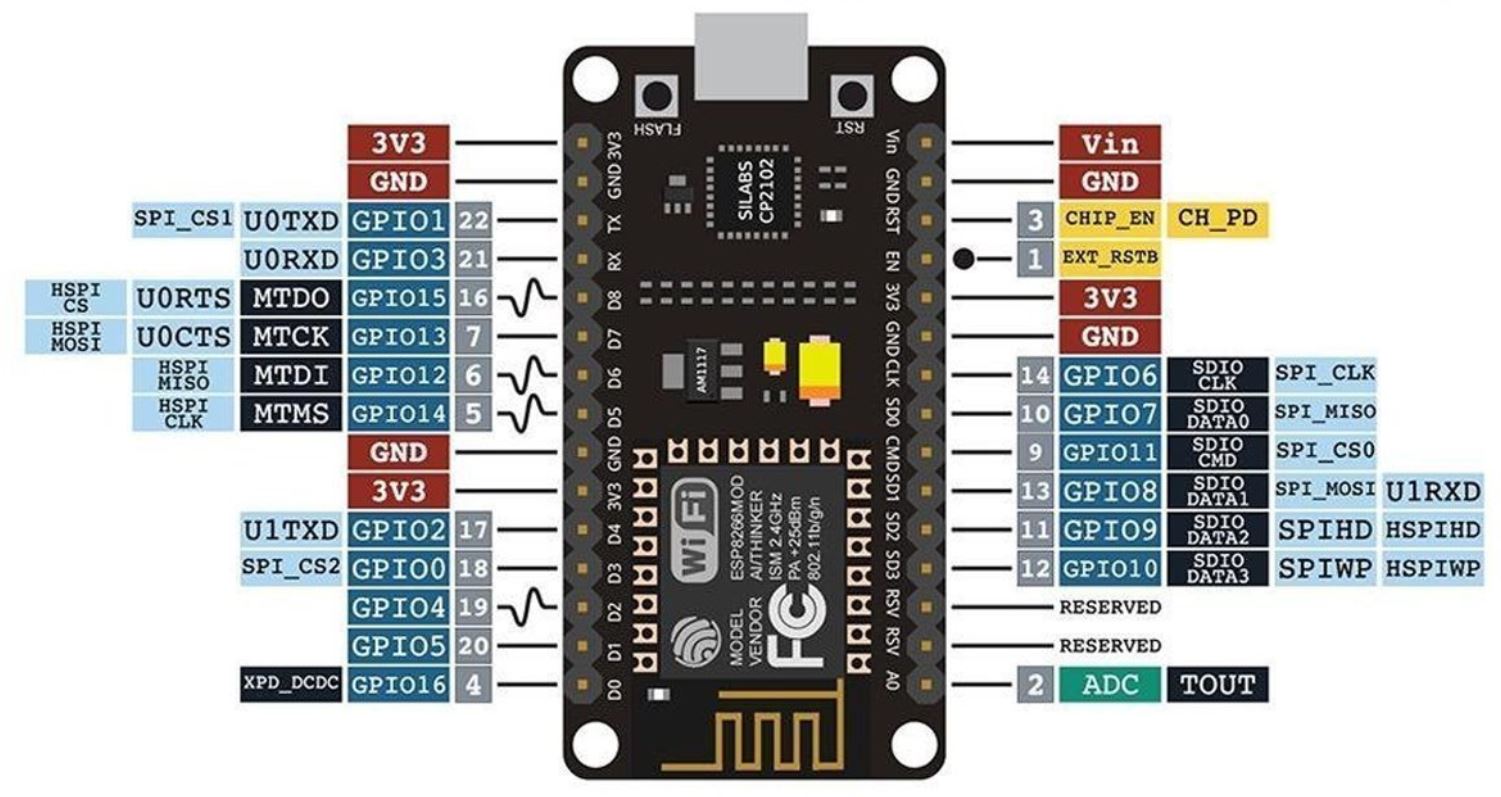 FLASH
RST
3V3 3V3 Vin Vin
GND GND GND GND
SPI_CS1 U0TXD GPIO1 22 TX RST 3 CHIP_EN CH_PD
U0RXD GPIO3 21 RX EN 1 EXT_RSTB
HSPI CS U0RTS MTDO GPIO15 16 D8 3V3 3V3
HSPI MOSI U0CTS MTCK GPIO13 7 D7 GND GND
HSPI MISO MTDI GPIO12 6 D6 CLK 14 GPIO6 SDIO CLK SPI_CLK
HSPI CLK MTMS GPIO14 5 D5 SD0 10 GPIO7 SDIO DATA0 SPI_MISO
GND GND CMD 9 GPIO11 SDIO CMD SPI_CS0
3V3 3V3 SD1 13 GPIO8 SDIO DATA1 SPI_MOSI U1RXD
U1TXD GPIO2 17 D4 SD2 11 GPIO9 SDIO DATA2 SPIHD HSPIHD
SPI_CS2 GPIO0 18 D3 SD3 12 GPIO10 SDIO DATA3 SPIWP HSPIWP
GPIO4 19 D2 RSV RESERVED
GPIO5 20 D1 RSV RESERVED
XPD_DCDC GPIO16 4 D0 A0 2 ADC TOUT
SILABS
CP2102
AM1117
WiFi
MODEL ESP8266MOD
VENDOR AI/THINKER
ISM 2.4GHz
PA +25dBm
802.11b/g/n
FC